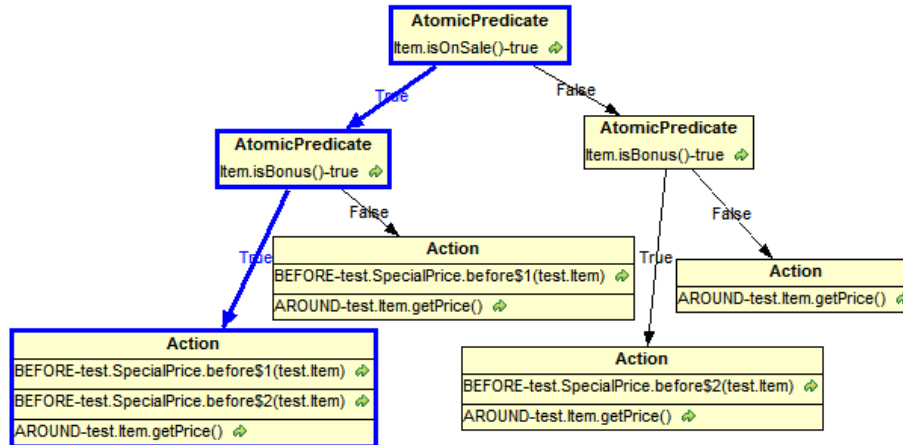 AtomicPredicate
Item.isOnSale()-true
True
False
AtomicPredicate
Item.isBonus()-true
AtomicPredicate
Item.isBonus()-true
False
False
True
True
Action
BEFORE-test.SpecialPrice.before$1(test.Item)
AROUND-test.Item.getPrice()
Action
AROUND-test.Item.getPrice()
Action
BEFORE-test.SpecialPrice.before$1(test.Item)
BEFORE-test.SpecialPrice.before$2(test.Item)
AROUND-test.Item.getPrice()
Action
BEFORE-test.SpecialPrice.before$2(test.Item)
AROUND-test.Item.getPrice()